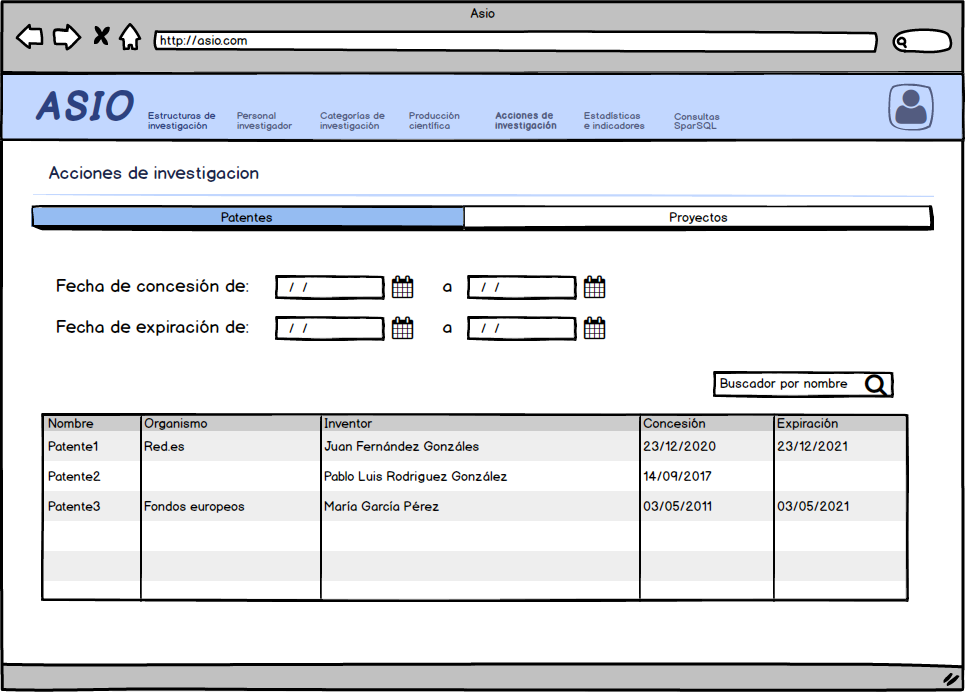 Asio
http://asio.com
ASIO
Estructuras de
investigación
Personal
investigador
Categorías de
investigación
Producción
científica
Acciones de
investigación
Estadísticas
e indicadores
Consultas
SparSQL
Acciones de investigacion
Patentes Proyectos
Fecha de concesión de: / / a / /
Fecha de expiración de: / / a / /
Buscador por nombre
Nombre Organismo Inventor Concesión Expiración
Patente1 Red.es Juan Fernández Gonzáles 23/12/2020 23/12/2021
Patente2 Pablo Luis Rodriguez González 14/09/2017
Patente3 Fondos europeos María García Pérez 03/05/2011 03/05/2021